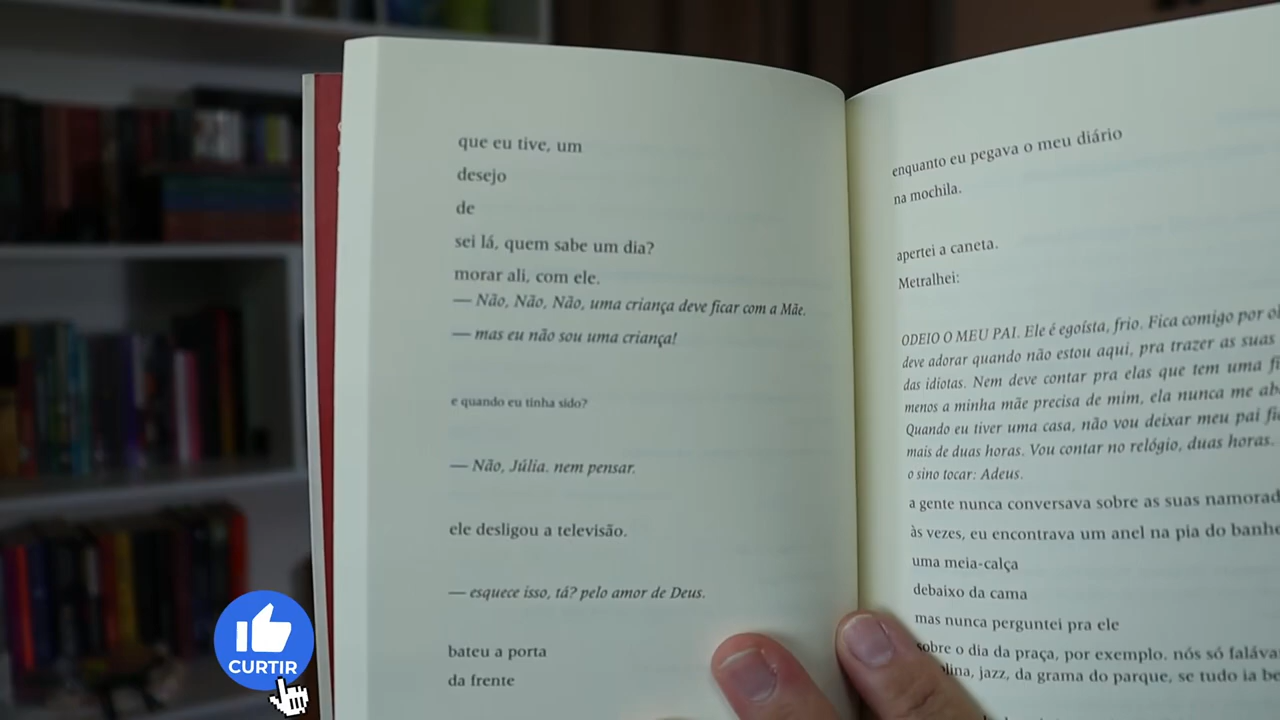 que eu tive, um
desejo
de
sei lá, quem sabe um dia?
morar ali, com ele.
— Não, Não, Não, uma criança deve ficar com a Mãe.
— mas eu não sou uma criança!
e quando eu tinha sido?
— Não, Júlia. nem pensar.
ele desligou a televisão.
— esquece isso, tá? pelo amor de Deus.
bateu a porta
da frente
enquanto eu pegava o meu diário
na mochila.
apertei a caneta.
Metralhei:
ODEIO O MEU PAI. Ele é egoísta, frio. Fica comigo por
deve adorar quando não estou aqui, pra trazer as suas
das idiotas. Nem deve contar pra elas que tem uma
menos a minha mãe precisa de mim, ela nunca me
Quando eu tiver uma casa, não vou deixar meu pai
mais de duas horas. Vou contar no relógio, duas horas.
o sino tocar: Adeus.
a gente nunca conversava sobre as suas
às vezes, eu encontrava um anel na pia do
uma meia-calça
debaixo da cama
mas nunca perguntei pra ele
sobre o dia da praça, por exemplo. nós só
jazz, da grama do parque, se tudo ia
CURTIR